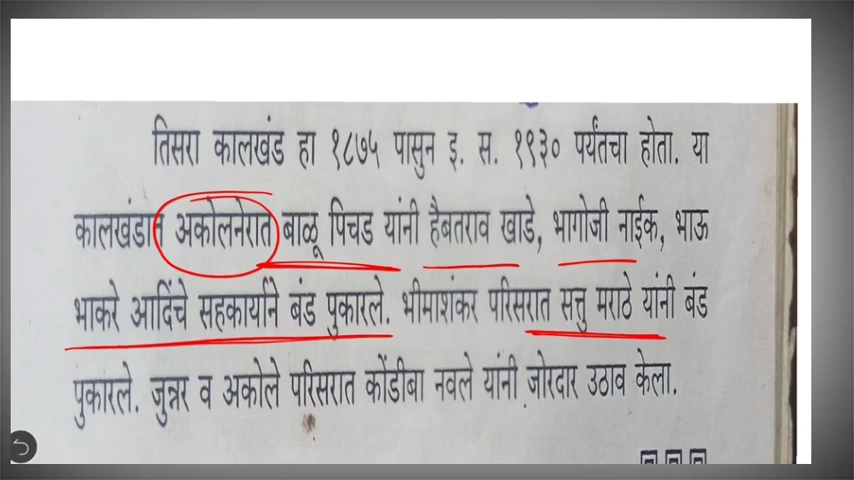 तिसरा कालखंड हा १८७५ पासुन इ. स. १९३० पर्यंतचा होता. या
कालखंडात अकोलनेरात बाळू पिचड यांनी हैबतराव खाडे, भागोजी नाईक, भाऊ
भाकरे आदिंचे सहकार्याने बंड पुकारले. भीमाशंकर परिसरात सत्तु मराठे यांनी बंड
पुकारले. जुन्नर व अकोले परिसरात कोंडीबा नवले यांनी जोरदार उठाव केला.